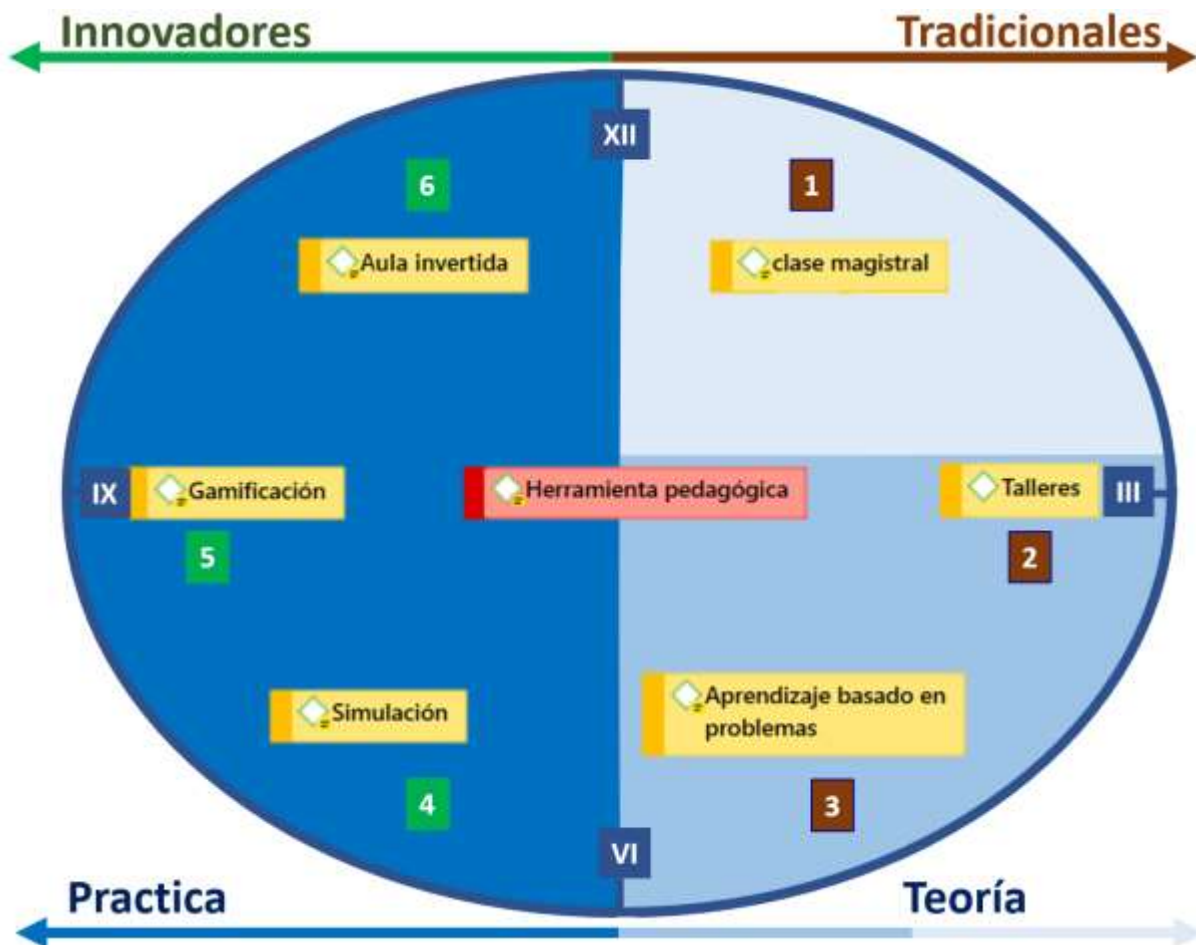 Innovadores
Tradicionales
XII
6
1
Aula invertida
clase magistral
IX
Gamificación
Herramienta pedagógica
Talleres
III
5
2
Simulación
Aprendizaje basado en
problemas
4
3
VI
Practica
Teoría